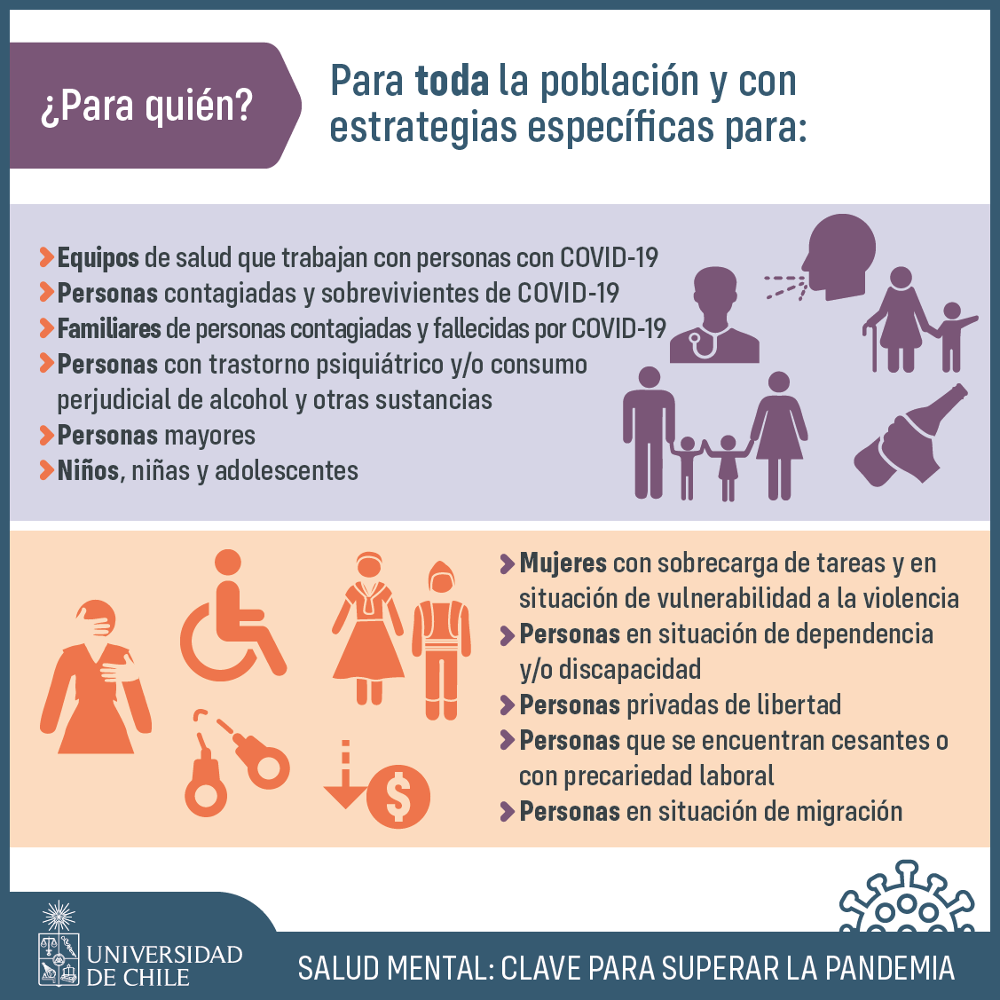 ¿Para quién?
Para toda la población y con
estrategias específicas para:
Equipos de salud que trabajan con personas con COVID-19
Personas contagiadas y sobrevivientes de COVID-19
Familiares de personas contagiadas y fallecidas por COVID-19
Personas con trastorno psiquiátrico y/o consumo
perjudicial de alcohol y otras sustancias
Personas mayores
Niños, niñas y adolescentes
Mujeres con sobrecarga de tareas y en
situación de vulnerabilidad a la violencia
Personas en situación de dependencia
y/o discapacidad
Personas privadas de libertad
Personas que se encuentran cesantes o
con precariedad laboral
Personas en situación de migración
$
UNIVERSIDAD
DE CHILE
SALUD MENTAL: CLAVE PARA SUPERAR LA PANDEMIA